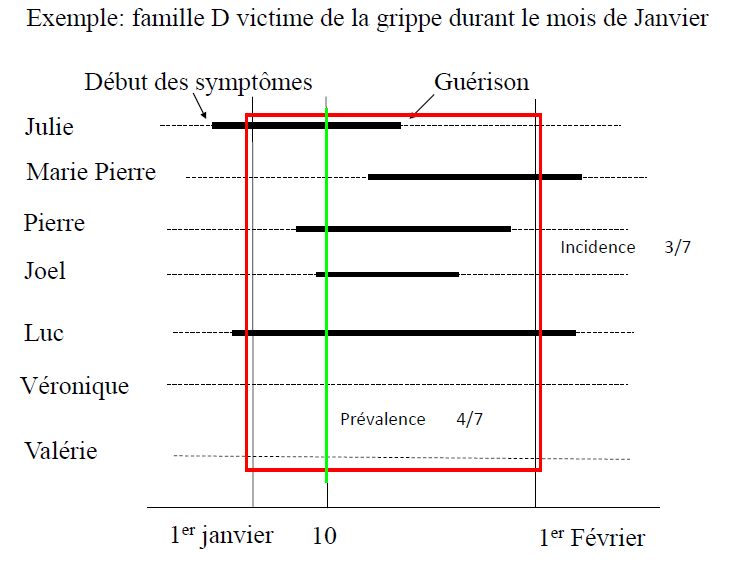 Exemple: famille D victime de la grippe durant le mois de Janvier
Début des symptômes Guérison
Julie
Marie Pierre
Pierre
Incidence 3/7
Joel
Luc
Véronique
Prévalence 4/7
Valérie
1er janvier 10 1er Février